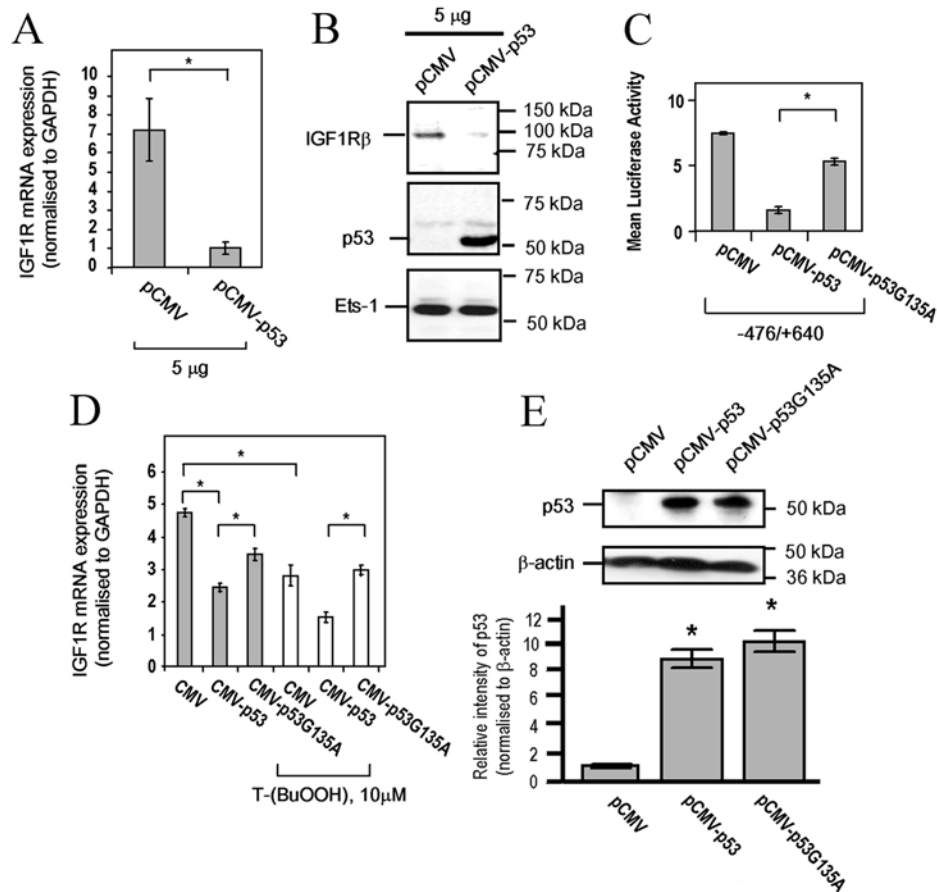 A
IGF1R mRNA expression
(normalised to GAPDH)
10
9
8
7
6
5
4
3
2
1
0
*
pCMV
pCMV-p53
5 µg
B
5 µg
pCMV
pCMV-p53
IGF1Rβ
150 kDa
100 kDa
75 kDa
p53
75 kDa
50 kDa
Ets-1
75 kDa
50 kDa
C
Mean Luciferase Activity
10
5
0
*
pCMV
pCMV-p53
pCMV-p53G135A
-476/+640
D
IGF1R mRNA expression
(normalised to GAPDH)
6
5
4
3
2
1
0
*
*
*
*
CMV
CMV-p53
CMV-p53G135A
CMV
CMV-p53
CMV-p53G135A
T-(BuOOH), 10µM
E
pCMV
pCMV-p53
pCMV-p53G135A
p53
50 kDa
β-actin
50 kDa
36 kDa
Relative intensity of p53
(normalised to β-actin)
10
12
8
6
4
2
0
*
*
pCMV
pCMV-p53
pCMV-p53G135A